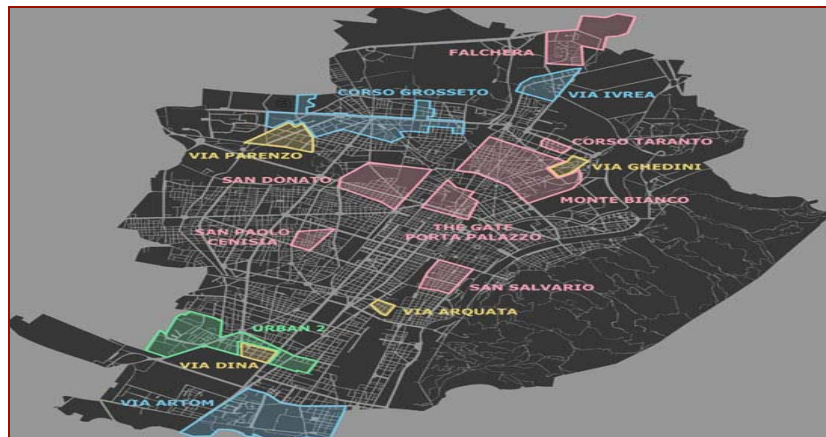 FALCHERA
CORSO GROSSETO
VIA IVREA
CORSO TARANTO
VIA PARENZO
VIA GHEDINI
SAN DONATO
MONTE BIANCO
THE GATE
PORTA PALAZZO
SAN PAOLO
CENISIA
SAN SALVARIO
VIA ARQUATA
URBAN 2
VIA DINA
VIA ARTOM